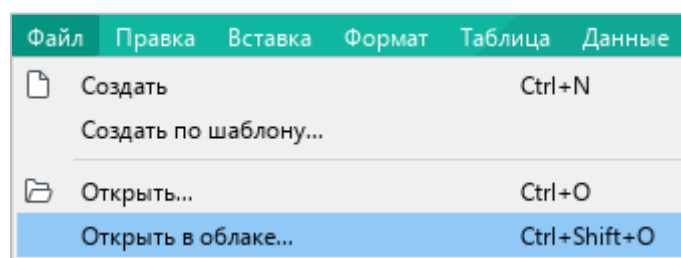 Файл Правка Вставка Формат Таблица Данные
Создать Ctrl+N
Создать по шаблону...
Открыть... Ctrl+O
Открыть в облаке... Ctrl+Shift+O